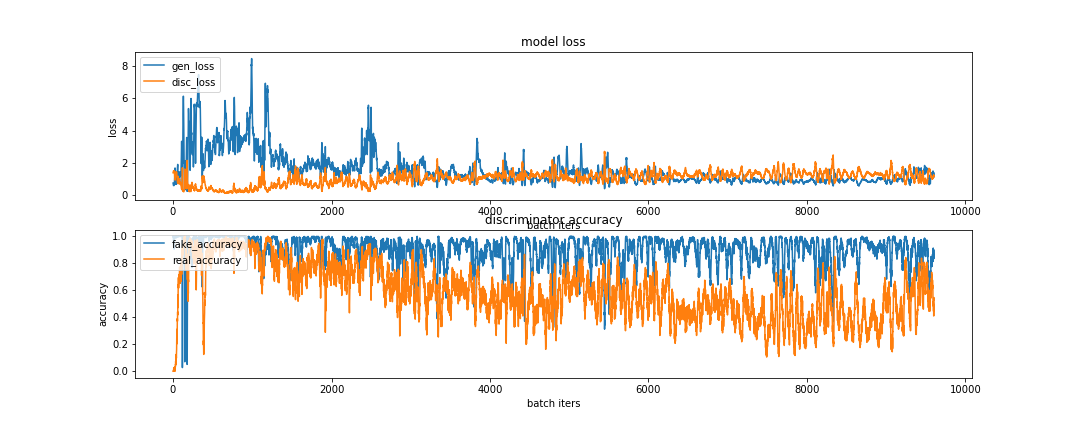 model loss
8
gen_loss
disc_loss
6
4
2
0
loss
0 2000 4000 6000 8000 10000
batch iters
discriminator accuracy
1.0
fake_accuracy
real_accuracy
0.8
0.6
0.4
0.2
0.0
accuracy
0 2000 4000 6000 8000 10000
batch iters